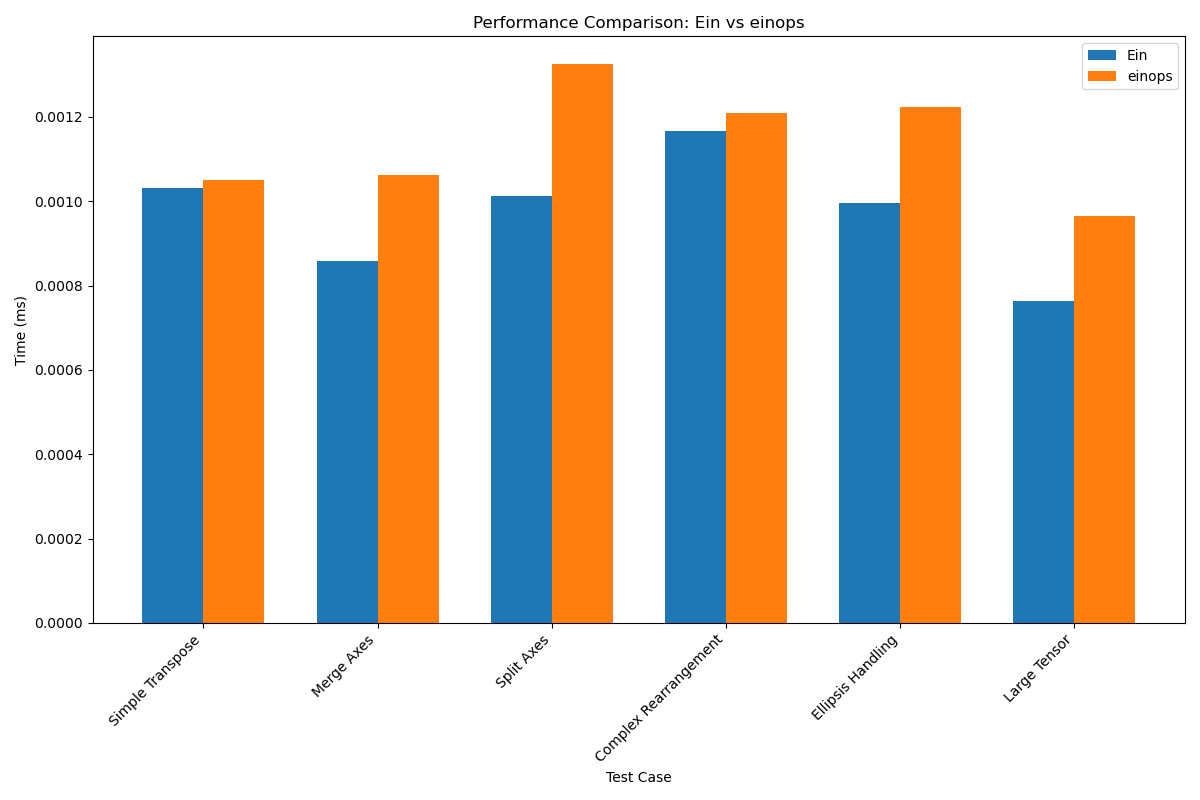 Performance Comparison: Ein vs einops
Ein
einops
Time (ms)
0.0012
0.0010
0.0008
0.0006
0.0004
0.0002
0.0000
Simple Transpose
Merge Axes
Split Axes
Complex Rearrangement
Ellipsis Handling
Large Tensor
Test Case